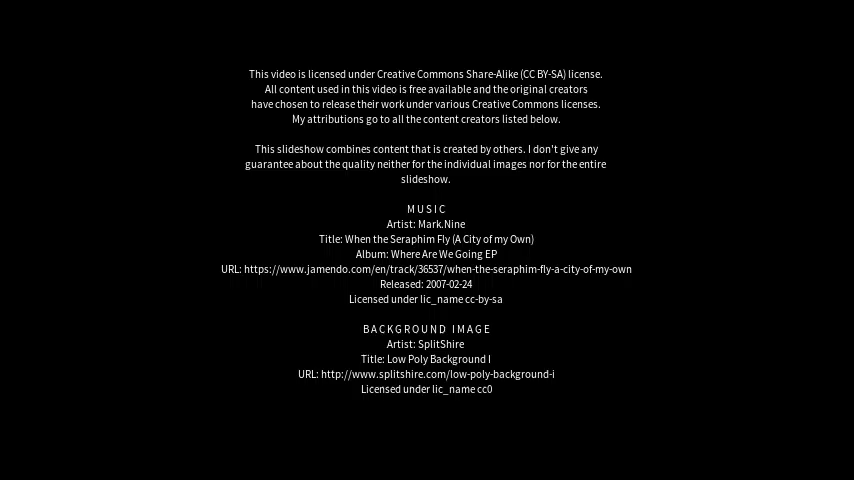 This video is licensed under Creative Commons Share-Alike (CC BY-SA) license.
All content used in this video is free available and the original creators
have chosen to release their work under various Creative Commons licenses.
My attributions go to all the content creators listed below.
This slideshow combines content that is created by others. I don't give any
guarantee about the quality neither for the individual images nor for the entire
slideshow.
MUSIC
Artist: Mark.Nine
Title: When the Seraphim Fly (A City of my Own)
Album: Where Are We Going EP
URL: https://www.jamendo.com/en/track/36537/when-the-seraphim-fly-a-city-of-my-own
Released: 2007-02-24
Licensed under lic_name cc-by-sa
BACKGROUND IMAGE
Artist: SplitShire
Title: Low Poly Background I
URL: http://www.splitshire.com/low-poly-background-i
Licensed under lic_name cc0